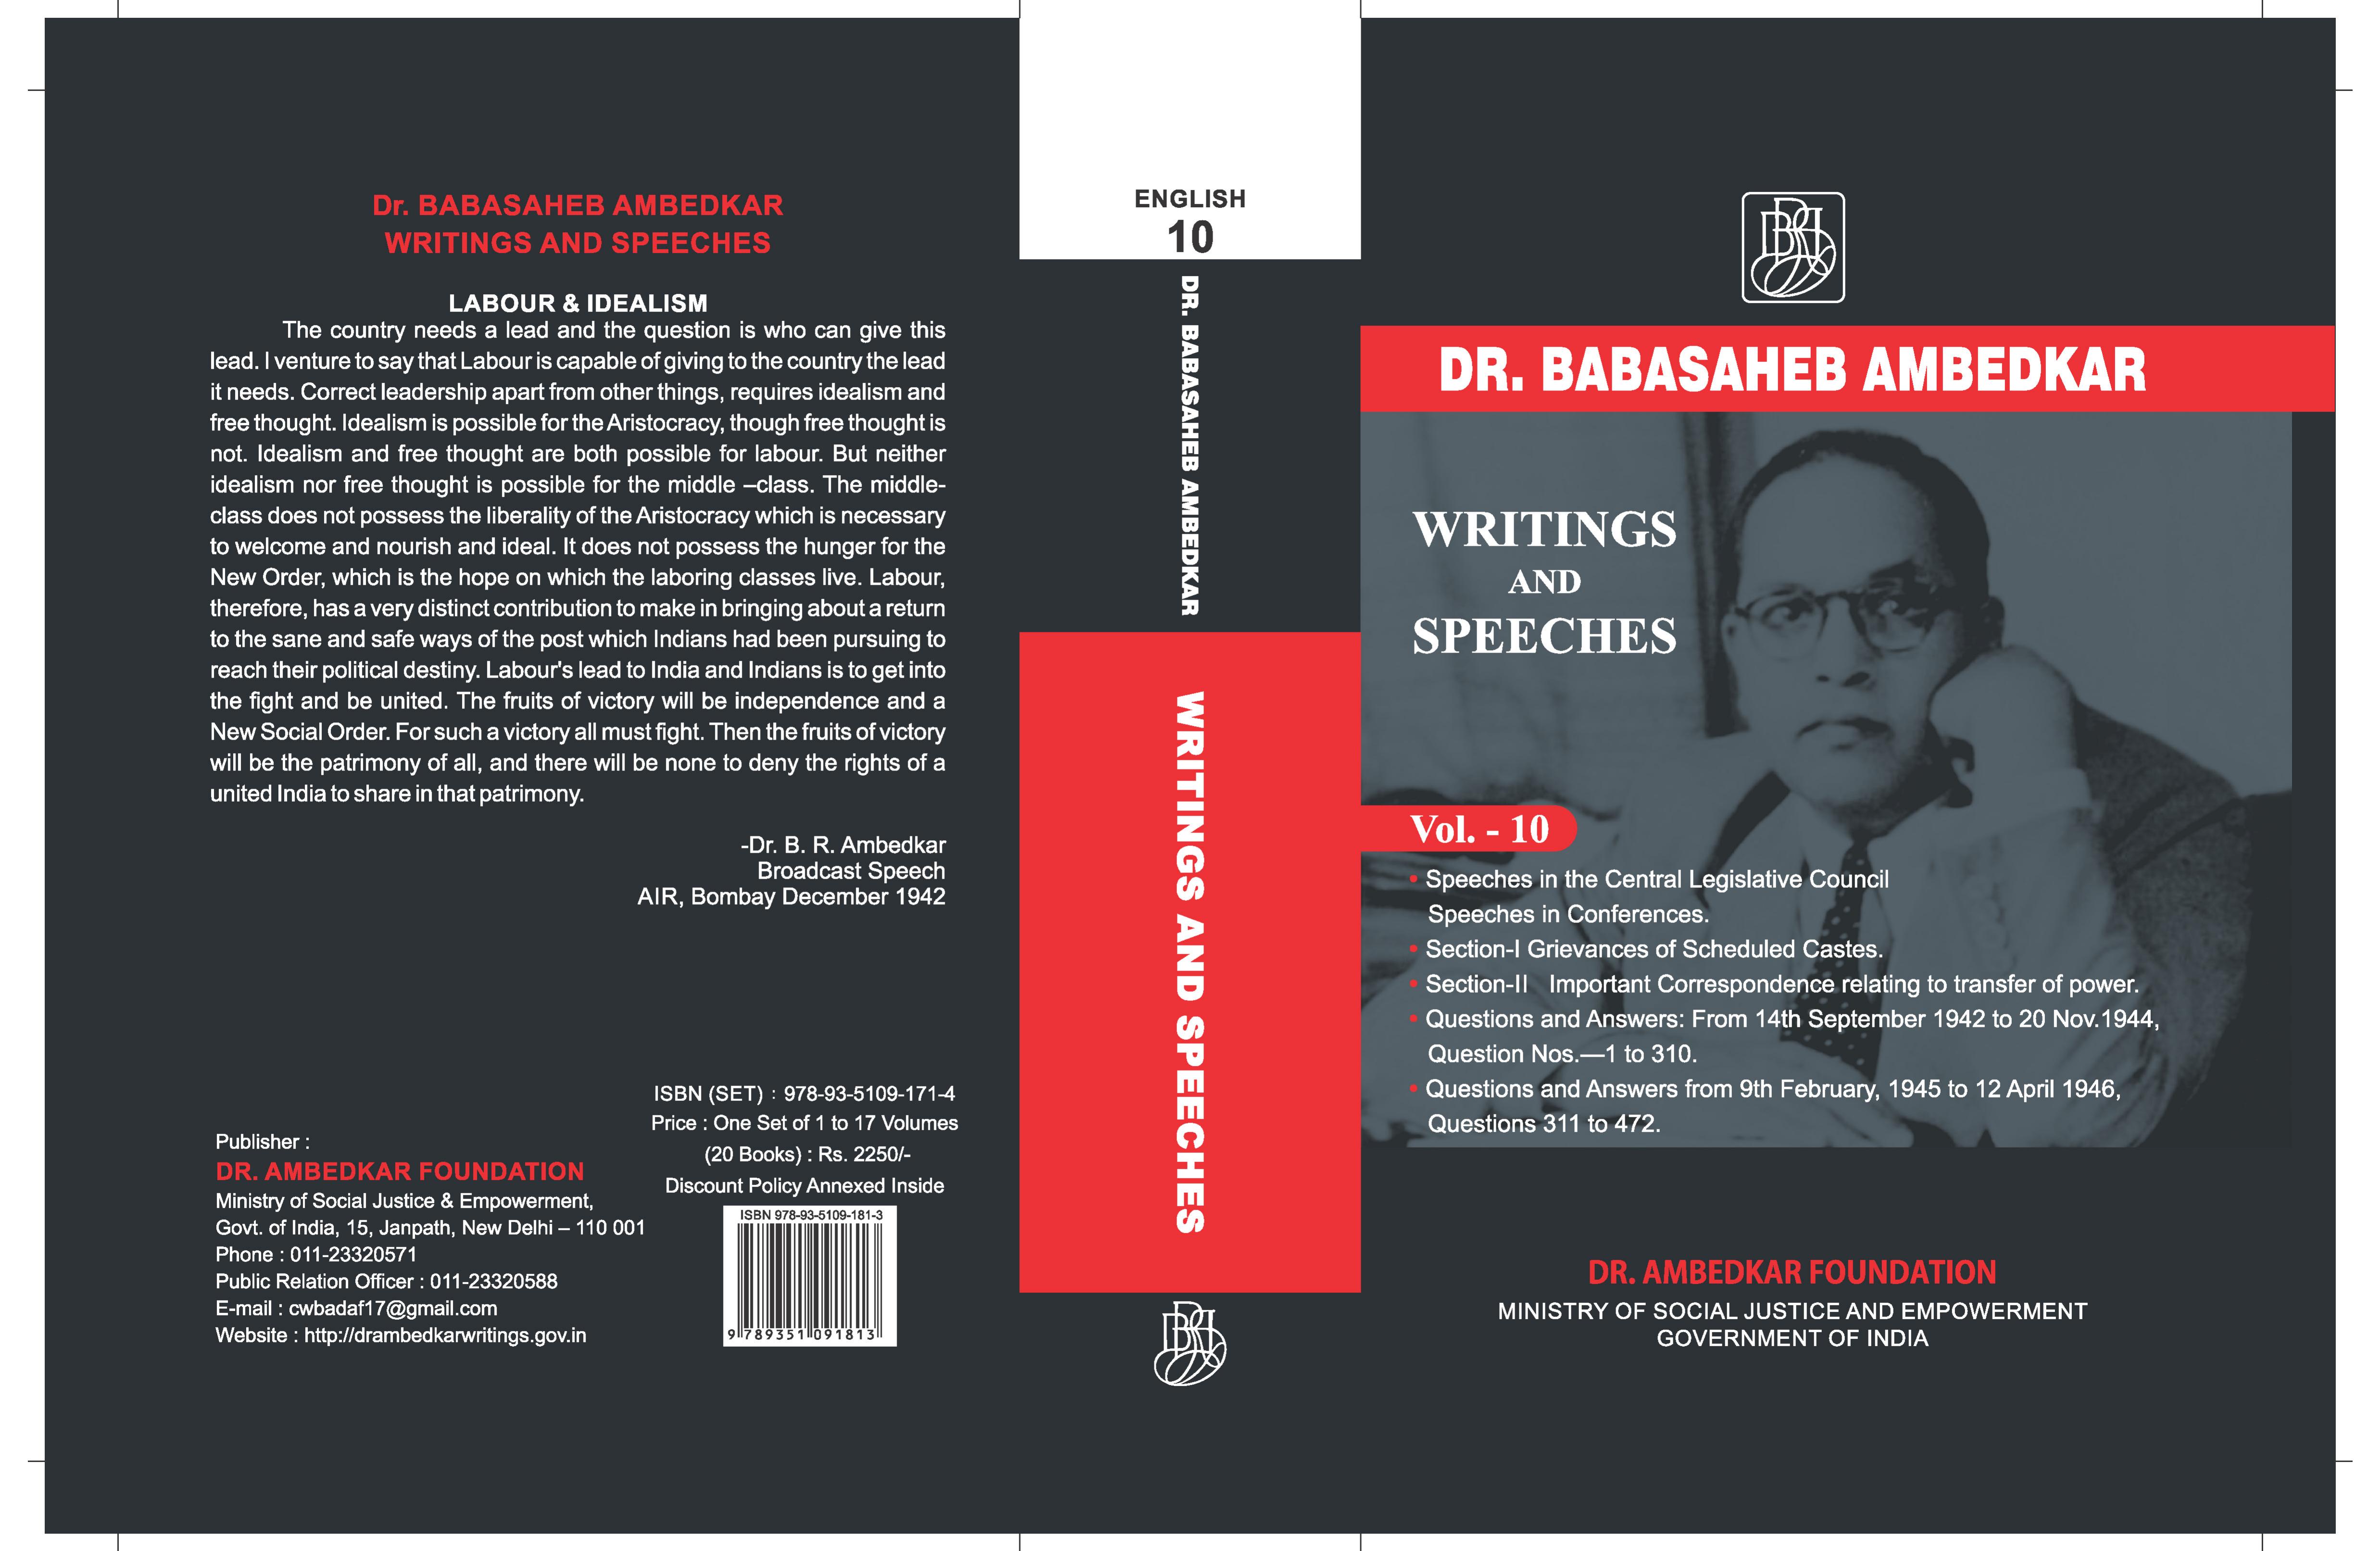 Dr. BABASAHEB AMBEDKAR
WRITINGS AND SPEECHES
LABOUR & IDEALISM
The country needs a lead and the question is who can give this
lead. I venture to say that Labour is capable of giving to the country the lead
it needs. Correct leadership apart from other things, requires idealism and
free thought. Idealism is possible for the Aristocracy, though free thought is
not. Idealism and free thought are both possible for labour. But neither
idealism nor free thought is possible for the middle –class. The middle-
class does not possess the liberality of the Aristocracy which is necessary
to welcome and nourish and ideal. It does not possess the hunger for the
New Order, which is the hope on which the laboring classes live. Labour,
therefore, has a very distinct contribution to make in bringing about a return
to the sane and safe ways of the post which Indians had been pursuing to
reach their political destiny. Labour's lead to India and Indians is to get into
the fight and be united. The fruits of victory will be independence and a
New Social Order. For such a victory all must fight. Then the fruits of victory
will be the patrimony of all, and there will be none to deny the rights of a
united India to share in that patrimony.
-Dr. B. R. Ambedkar
Broadcast Speech
AIR, Bombay December 1942
ISBN (SET) : 978-93-5109-171-4
Price : One Set of 1 to 17 Volumes
(20 Books) : Rs. 2250/-
Discount Policy Annexed Inside
ISBN 978-93-5109-181-3
9 789351 091813
Publisher :
DR. AMBEDKAR FOUNDATION
Ministry of Social Justice & Empowerment,
Govt. of India, 15, Janpath, New Delhi – 110 001
Phone : 011-23320571
Public Relation Officer : 011-23320588
E-mail : cwbadaf17@gmail.com
Website : http://drambedkarwritings.gov.in
ENGLISH
10
DR. BABASAHEB AMBEDKAR
WRITINGS AND SPEECHES
DR. BABASAHEB AMBEDKAR
WRITINGS
AND
SPEECHES
Vol. - 10
• Speeches in the Central Legislative Council
Speeches in Conferences.
• Section-I Grievances of Scheduled Castes.
• Section-II Important Correspondence relating to transfer of power.
• Questions and Answers: From 14th September 1942 to 20 Nov.1944,
Question Nos.—1 to 310.
• Questions and Answers from 9th February, 1945 to 12 April 1946,
Questions 311 to 472.
DR. AMBEDKAR FOUNDATION
MINISTRY OF SOCIAL JUSTICE AND EMPOWERMENT
GOVERNMENT OF INDIA